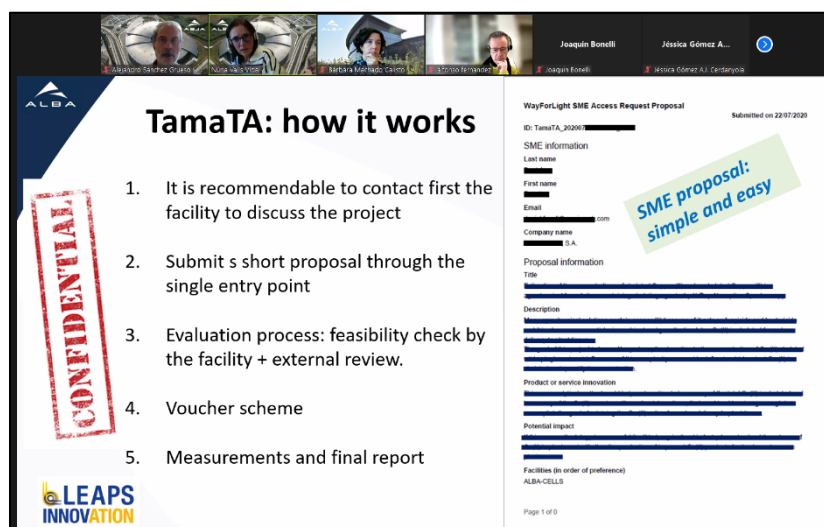 Alejandro Sánchez Grueso
Núria Valls Vidal
Bárbara Machado Calisto
alfonso fernandez
Joaquin Bonelli
Joaquin Bonelli
Jéssica Gómez A...
Jéssica Gómez A.J. Cerdanyola
ALBA
TamaTA: how it works
1. It is recommendable to contact first the
facility to discuss the project
2. Submit s short proposal through the
single entry point
3. Evaluation process: feasibility check by
the facility + external review.
4. Voucher scheme
5. Measurements and final report
CONFIDENTIAL
LEAPS
INNOVATION
WayForLight SME Access Request Proposal
Submitted on 22/07/2020
ID: TamaTA_202007
SME information
Last name
First name
Email
.com
Company name
S.A.
SME proposal:
simple and easy
Proposal information
Title
Description
Product or service innovation
Potential impact
Facilities (in order of preference)
ALBA-CELLS
Page 1 of 0